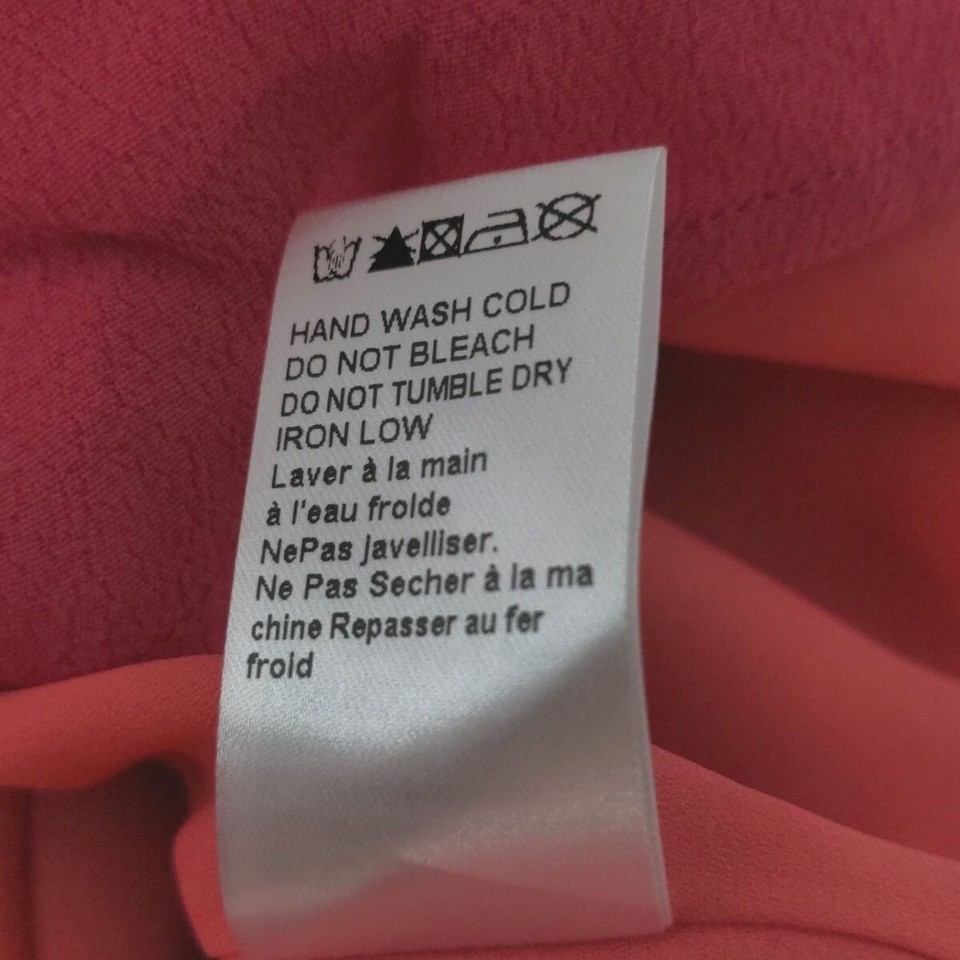 HAND WASH COLD
DO NOT BLEACH
DO NOT TUMBLE DRY
IRON LOW
Laver à la main
à l'eau froide
NePas javelliser.
Ne Pas Secher à la ma
chine Repasser au fer
froid